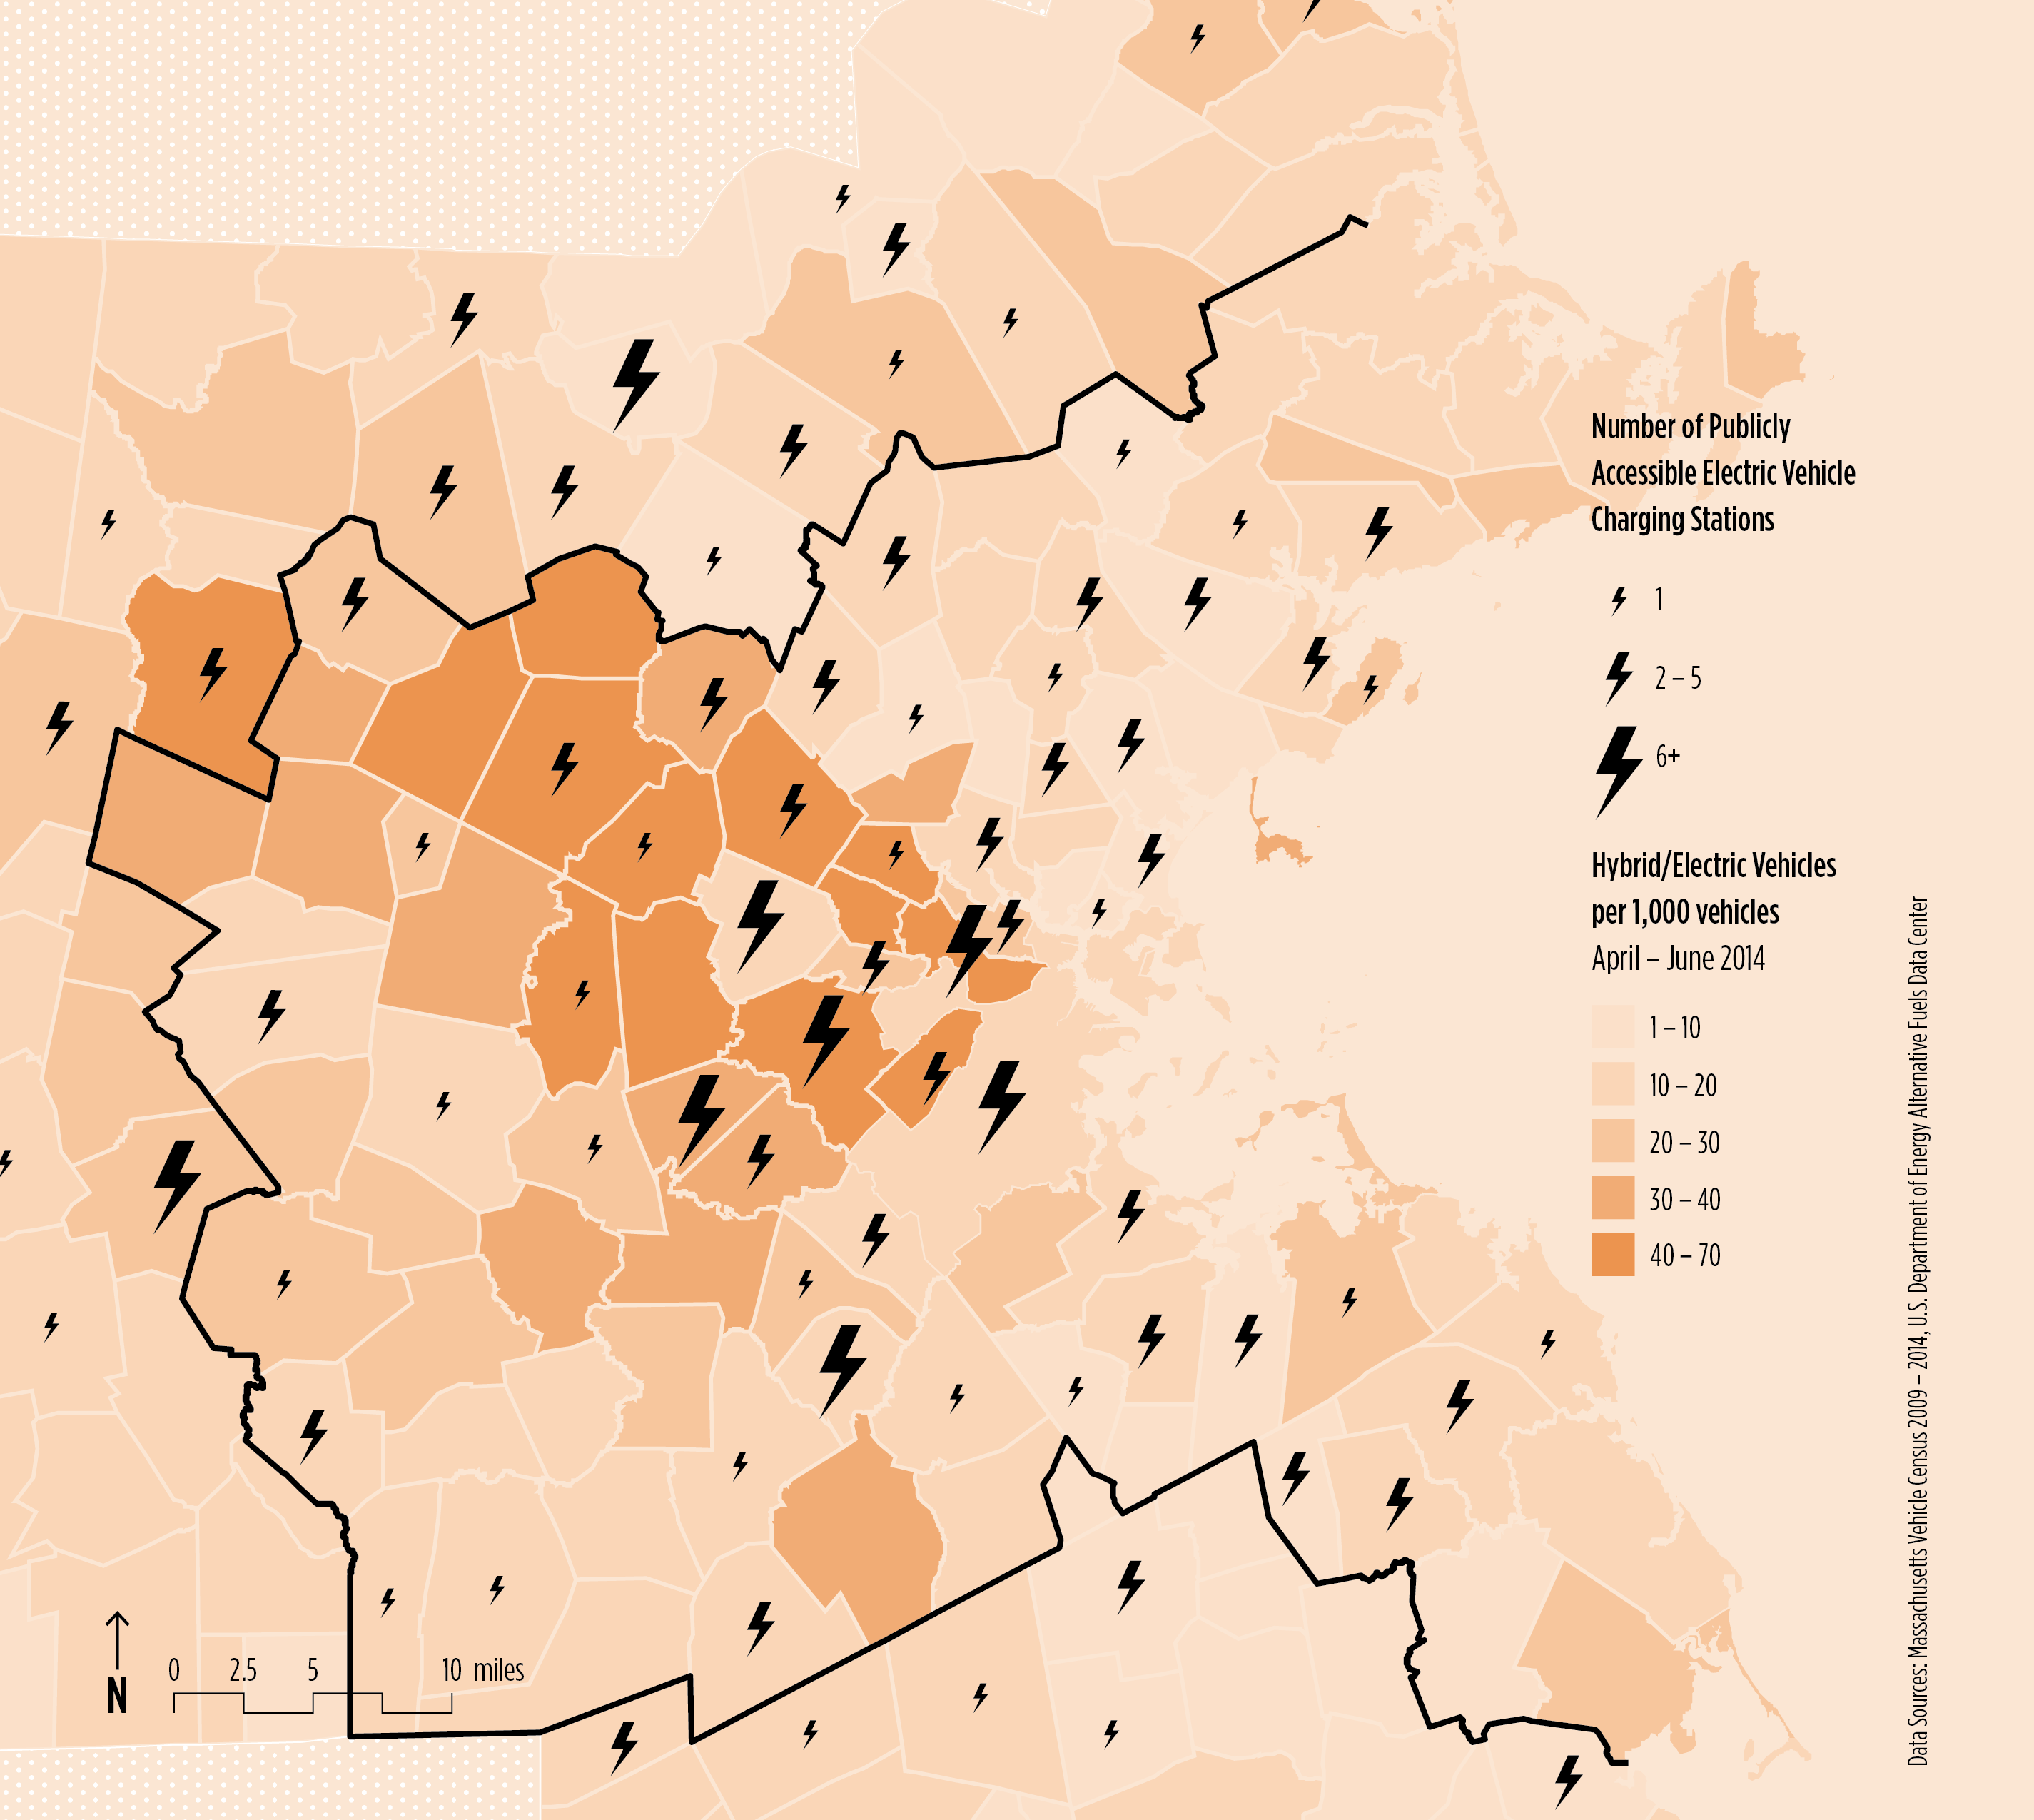 Number of Publicly
Accessible Electric Vehicle
Charging Stations
1
2 – 5
6+
Hybrid/Electric Vehicles
per 1,000 vehicles
April – June 2014
1 – 10
10 – 20
20 – 30
30 – 40
40 – 70
Data Sources: Massachusetts Vehicle Census 2009 – 2014, U.S. Department of Energy Alternative Fuels Data Center
N
0 2.5 5 10 miles